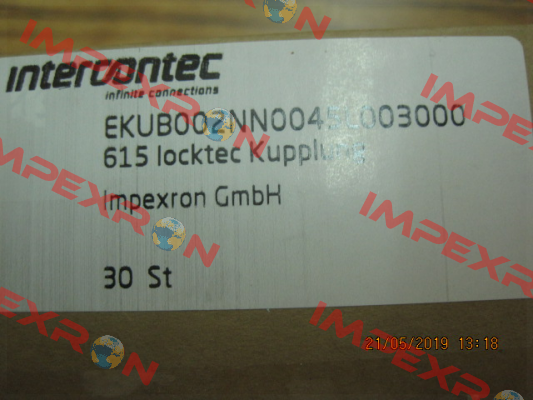 intercontec
infinite connections
615 locktec Kupplung
Impexron GmbH
30 St
21/05/2019 13:18
IMPEXRON
IMPEXRON
IMPEXRON
IMPEXRON
IMPEXRON